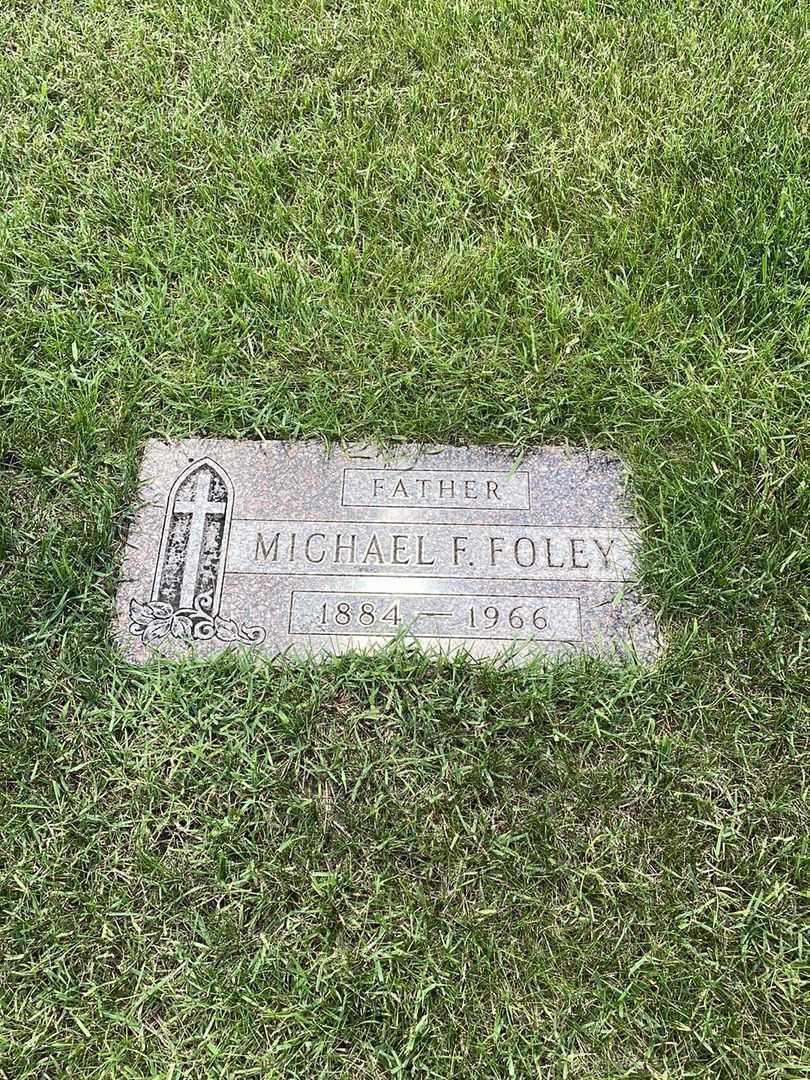 FATHER
MICHAEL F. FOLEY
1884 — 1966